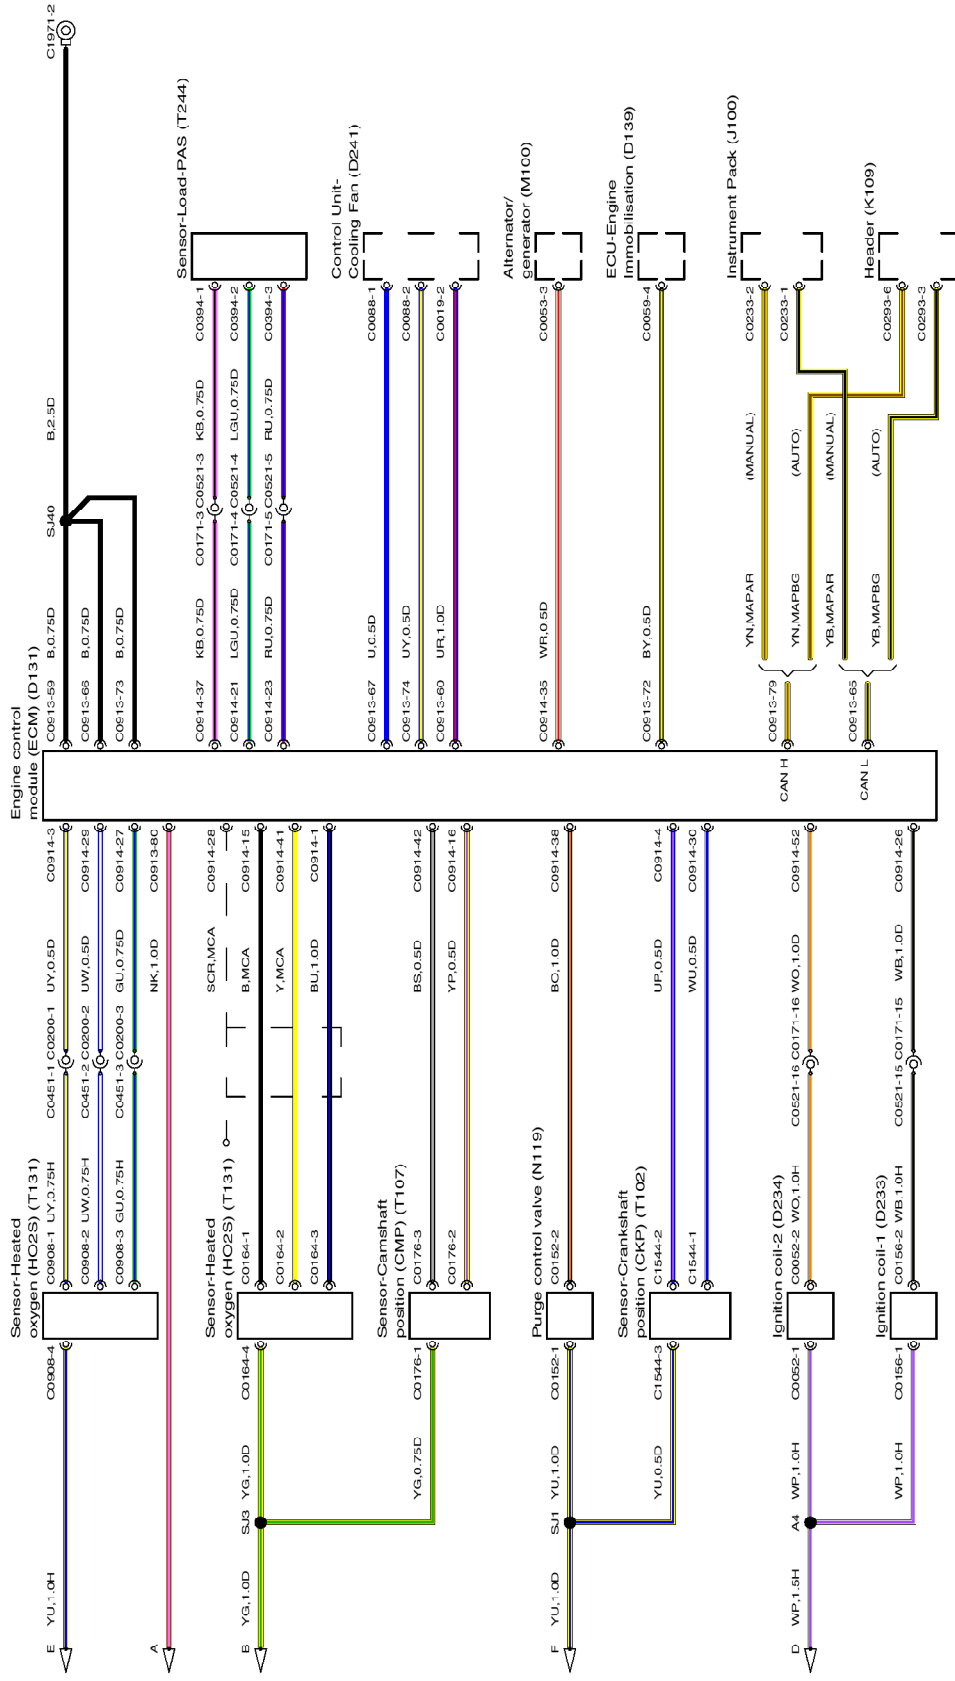 C1971-2
B,2.5D
SJ40
B,0.75D
B,0.75D
B,0.75D
C0913-59
C0913-66
C0913-73
Engine control
module (ECM) (D131)
Sensor-Load-PAS (T244)
C0394-1
C0394-2
C0394-3
KB,0.75D
LGU,0.75D
RU,0.75D
C0521-3
C0521-4
C0521-5
C0171-3
C0171-4
C0171-5
KB,0.75D
LGU,0.75D
RU,0.75D
C0914-37
C0914-21
C0914-23
Control Unit-
Cooling Fan (D241)
C0088-1
C0088-2
C0019-2
U,0.5D
UY,0.5D
UR,1.0D
C0913-67
C0913-74
C0913-60
Alternator/
generator (M100)
C0053-3
WR,0.5D
C0914-35
ECU-Engine
Immobilisation (D139)
C0059-4
BY,0.5D
C0913-72
Instrument Pack (J100)
C0233-2
C0233-1
Header (K109)
C0293-6
C0293-3
(MANUAL)
(AUTO)
(MANUAL)
(AUTO)
YN,MAPAR
YN,MAPBG
YB,MAPAR
YB,MAPBG
C0913-79
C0913-65
CAN H
CAN L
C0914-3
C0914-29
C0914-27
C0913-80
UY,0.5D
UW,0.5D
GU,0.75D
NK,1.0D
C0200-1
C0200-2
C0200-3
C0451-1
C0451-2
C0451-3
UY,0.75H
UW,0.75H
GU,0.75H
C0908-1
C0908-2
C0908-3
Sensor-Heated
oxygen (HO2S) (T131)
C0908-4
YU,1.0H
E
A
C0914-28
C0914-15
C0914-41
C0914-1
SCR,MCA
B,MCA
Y,MCA
BU,1.0D
Sensor-Heated
oxygen (HO2S) (T131)
C0164-1
C0164-2
C0164-3
C0164-4
YG,1.0D
SJ3
YG,1.0D
B
C0914-42
C0914-16
BS,0.5D
YP,0.5D
Sensor-Camshaft
position (CMP) (T107)
C0176-3
C0176-2
C0176-1
YG,0.75D
C0914-38
BC,1.0D
Purge control valve (N119)
C0152-2
C0152-1
YU,1.0D
SJ1
YU,1.0D
F
C0914-4
C0914-30
UP,0.5D
WU,0.5D
Sensor-Crankshaft
position (CKP) (T102)
C1544-2
C1544-1
C1544-3
YU,0.5D
C0914-52
WO,1.0D
C0171-16
C0521-16
WO,1.0H
C0052-2
Ignition coil-2 (D234)
C0052-1
WP,1.0H
A4
WP,1.5H
D
C0914-26
WB,1.0D
C0171-15
C0521-15
WB,1.0H
C0156-2
Ignition coil-1 (D233)
C0156-1
WP,1.0H